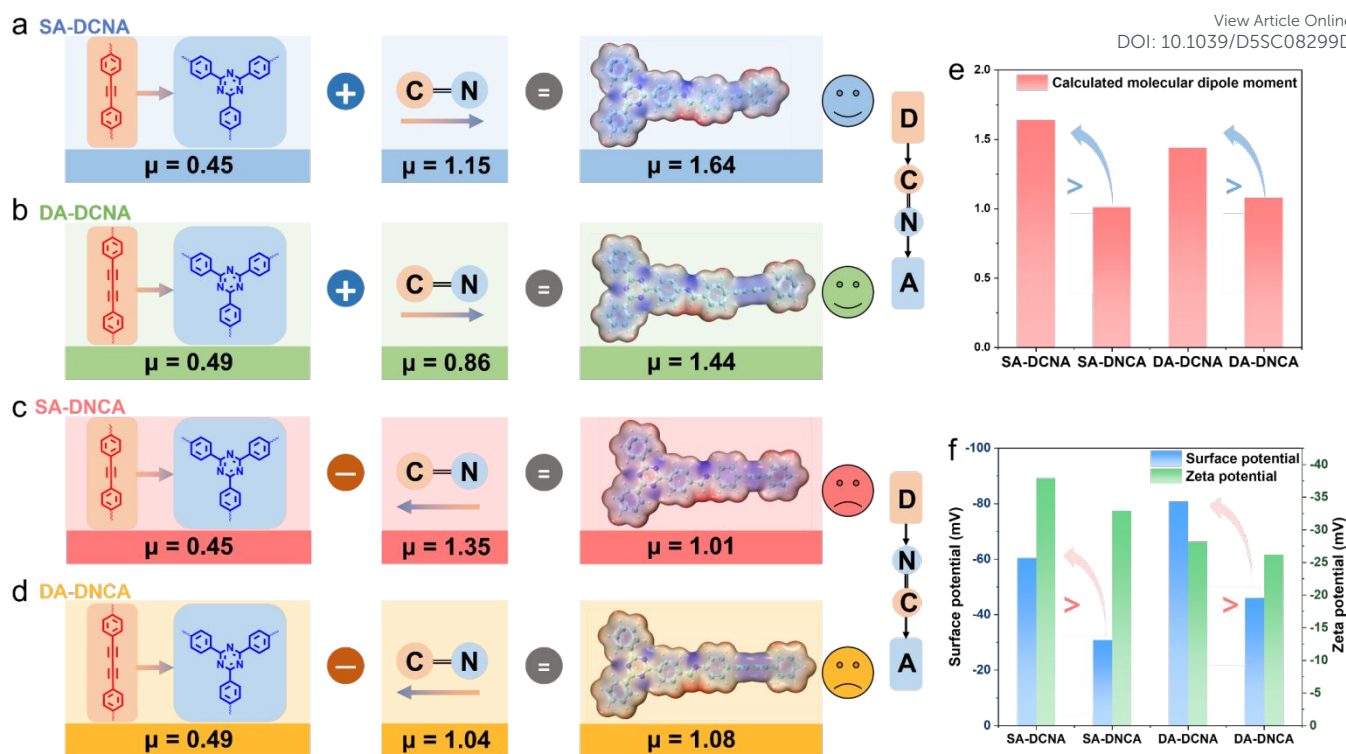 View Article Online
DOI: 10.1039/D5SC08299D
a SA-DCNA
N
N N
+
C=N
=
μ = 0.45
μ = 1.15
μ = 1.64
b DA-DCNA
N
N N
+
C=N
=
μ = 0.49
μ = 0.86
μ = 1.44
D
C
N
A
c SA-DNCA
N
N N
−
C=N
=
μ = 0.45
μ = 1.35
μ = 1.01
d DA-DNCA
N
N N
−
C=N
=
μ = 0.49
μ = 1.04
μ = 1.08
D
N
C
A
e
Calculated molecular dipole moment
2.0
1.5
1.0
0.5
0.0
> >
SA-DCNA SA-DNCA DA-DCNA DA-DNCA
f
Surface potential
Zeta potential
Surface potential (mV)
-100
-80
-60
-40
-20
0
> >
Zeta potential (mV)
-40
-35
-30
-25
-20
-15
-10
-5
0
SA-DCNA SA-DNCA DA-DCNA DA-DNCA